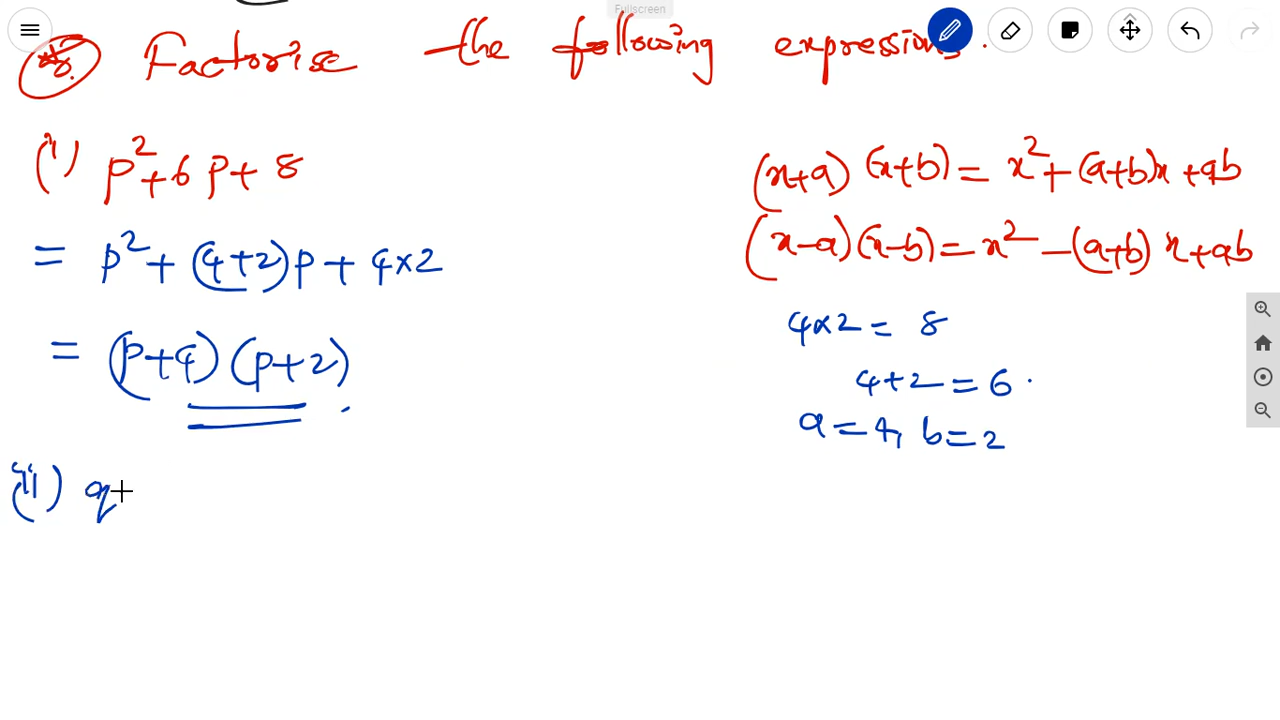 Fullscreen
Factorise the following expressions.
(i) p²+6p+8
= p²+(4+2)p+4×2
= (p+4)(p+2).
(ii) q
(x+a)(x+b)=x²+(a+b)x+ab
(x-a)(x-b)=x²-(a+b)x+ab
4×2=8
4+2=6.
a=4, b=2